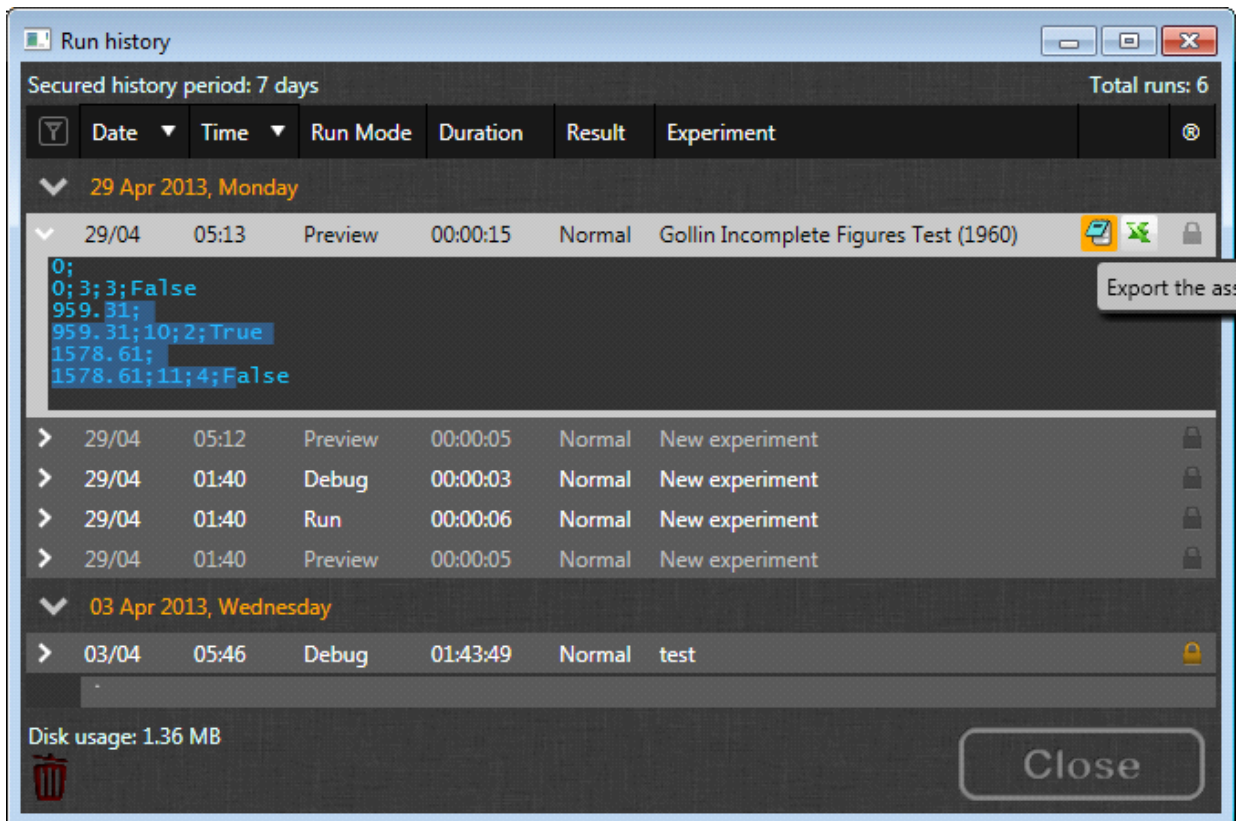 Run history
Secured history period: 7 days Total runs: 6
Date Time Run Mode Duration Result Experiment ®
29 Apr 2013, Monday
29/04 05:13 Preview 00:00:15 Normal Gollin Incomplete Figures Test (1960)
0;
0;3;3;False
959.31;
959.31;10;2;True
1578.61;
1578.61;11;4;False
Export the ass
29/04 05:12 Preview 00:00:05 Normal New experiment
29/04 01:40 Debug 00:00:03 Normal New experiment
29/04 01:40 Run 00:00:06 Normal New experiment
29/04 01:40 Preview 00:00:05 Normal New experiment
03 Apr 2013, Wednesday
03/04 05:46 Debug 01:43:49 Normal test
Disk usage: 1.36 MB
Close